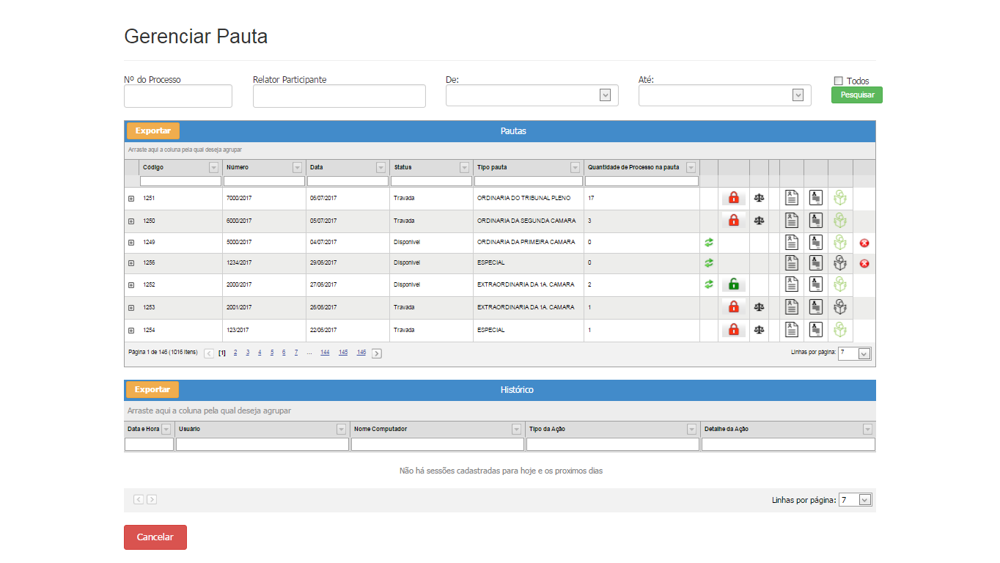 Gerenciar Pauta
Nº do Processo Relator Participante De: Até: Todos
Pesquisar
Exportar Pautas
Arraste aqui a coluna pela qual deseja agrupar
Código Número Data Status Tipo pauta Quantidade de Processo na pauta
1251 7000/2017 06/07/2017 Travada ORDINARIA DO TRIBUNAL PLENO 17
1250 6000/2017 05/07/2017 Travada ORDINARIA DA SEGUNDA CAMARA 3
1249 5000/2017 04/07/2017 Disponivel ORDINARIA DA PRIMEIRA CAMARA 0
1256 1234/2017 29/06/2017 Disponivel ESPECIAL 0
1252 2000/2017 27/06/2017 Disponivel EXTRAORDINARIA DA 1A. CAMARA 2
1253 2001/2017 26/06/2017 Travada EXTRAORDINARIA DA 1A. CAMARA 1
1254 123/2017 22/06/2017 Travada ESPECIAL 1
Página 1 de 146 (1016 itens) [1] 2 3 4 5 6 7 ... 144 145 146 Linhas por página: 7
Exportar Histórico
Arraste aqui a coluna pela qual deseja agrupar
Data e Hora Usuário Nome Computador Tipo da Ação Detalhe da Ação
Não há sessões cadastradas para hoje e os proximos dias
Linhas por página: 7
Cancelar